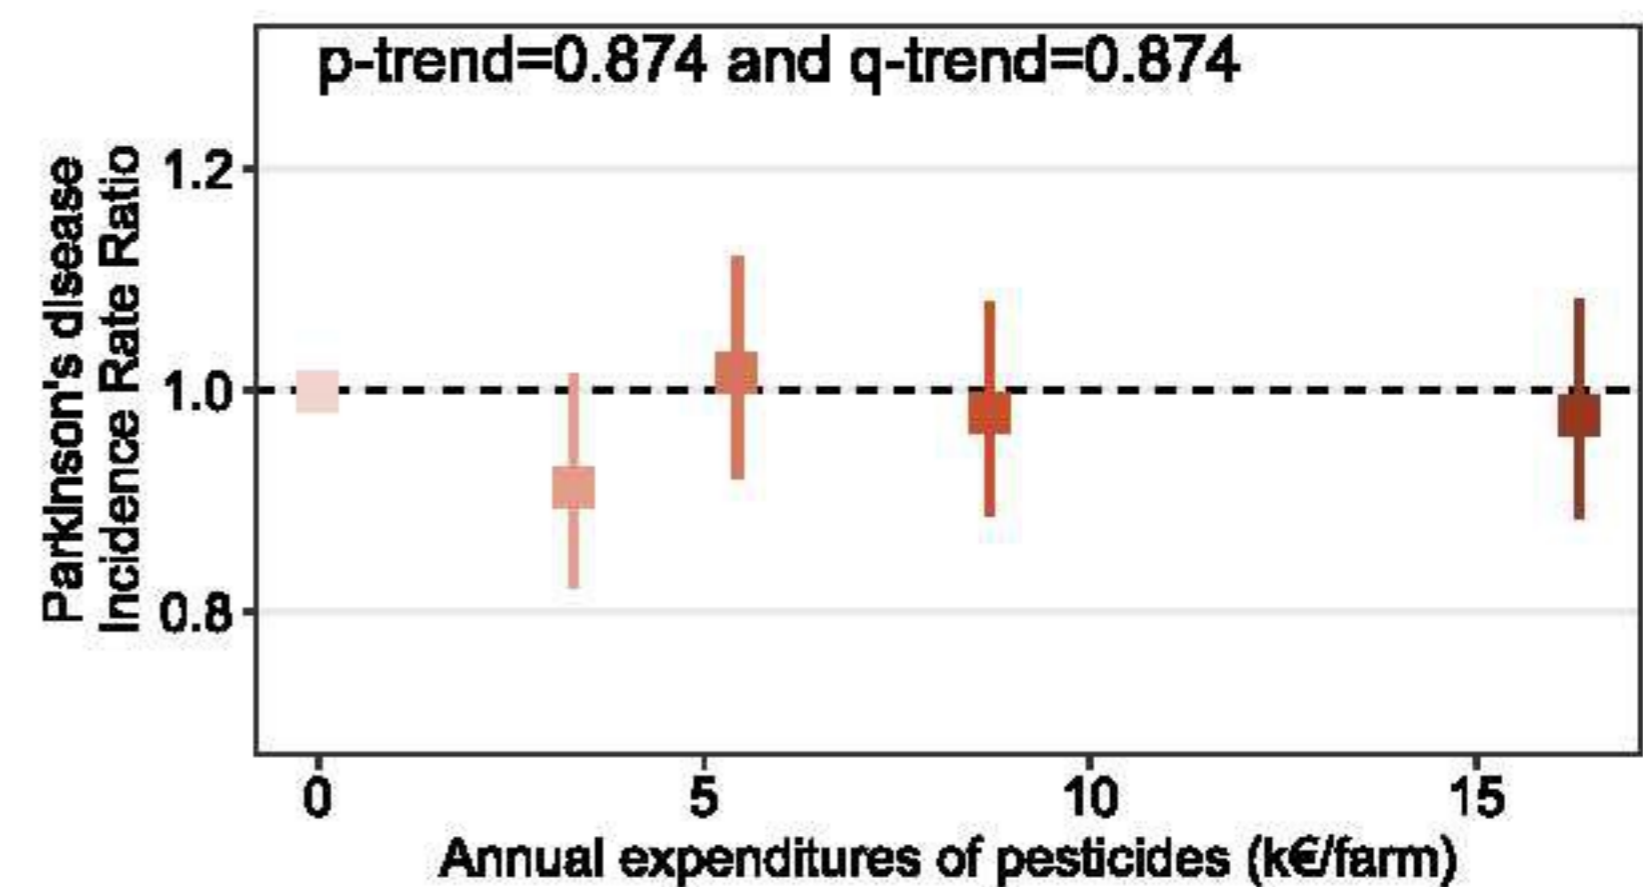 p-trend=0.874 and q-trend=0.874
Parkinson's disease
Incidence Rate Ratio
1.2
1.0
0.8
0
5
10
15
Annual expenditures of pesticides (k€/farm)